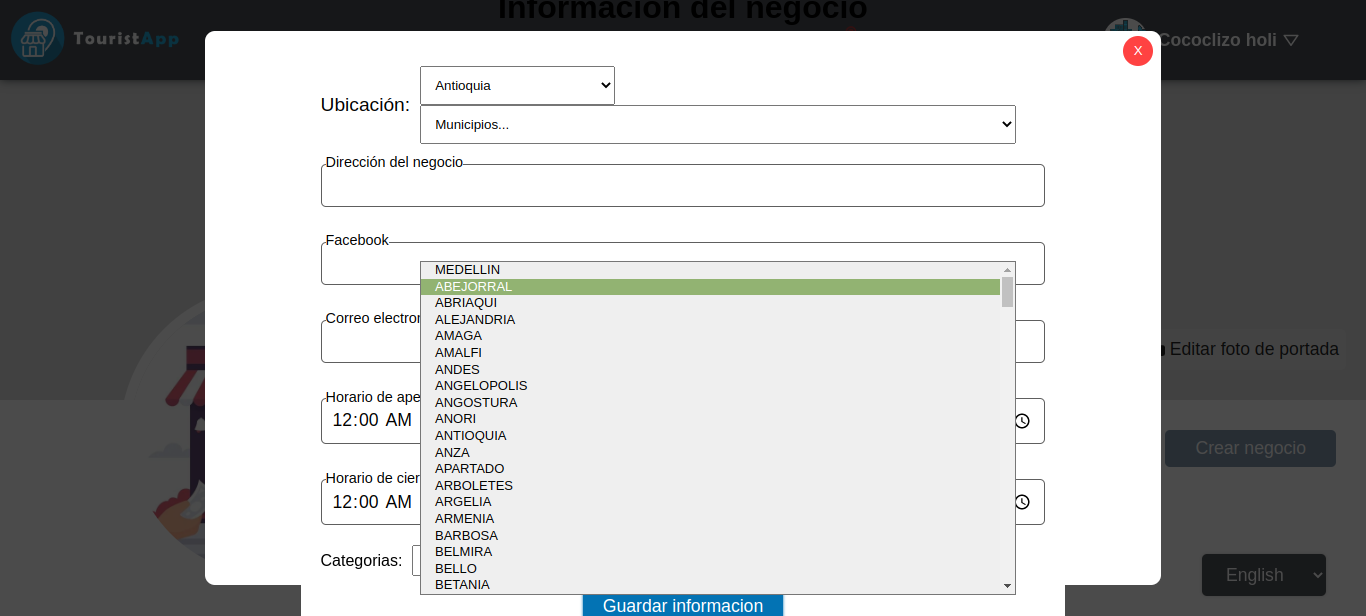 Informacion del negocio
TouristApp
Cococlizo holi
X
Ubicación:
Antioquia
Municipios...
Dirección del negocio
Facebook
MEDELLIN
ABEJORRAL
ABRIAQUI
ALEJANDRIA
AMAGA
AMALFI
ANDES
ANGELOPOLIS
ANGOSTURA
ANORI
ANTIOQUIA
ANZA
APARTADO
ARBOLETES
ARGELIA
ARMENIA
BARBOSA
BELMIRA
BELLO
BETANIA
Correo electron
Horario de ape
12:00 AM
Horario de cier
12:00 AM
Categorias:
Guardar informacion
Editar foto de portada
Crear negocio
English